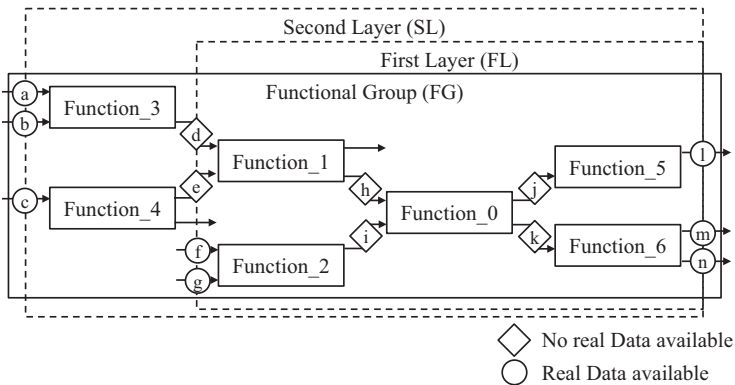 Second Layer (SL)
First Layer (FL)
Functional Group (FG)
a
b
Function_3
d
Function_1
e
c
Function_4
h
Function_0
i
f
g
Function_2
j
Function_5
l
k
Function_6
m
n
No real Data available
Real Data available